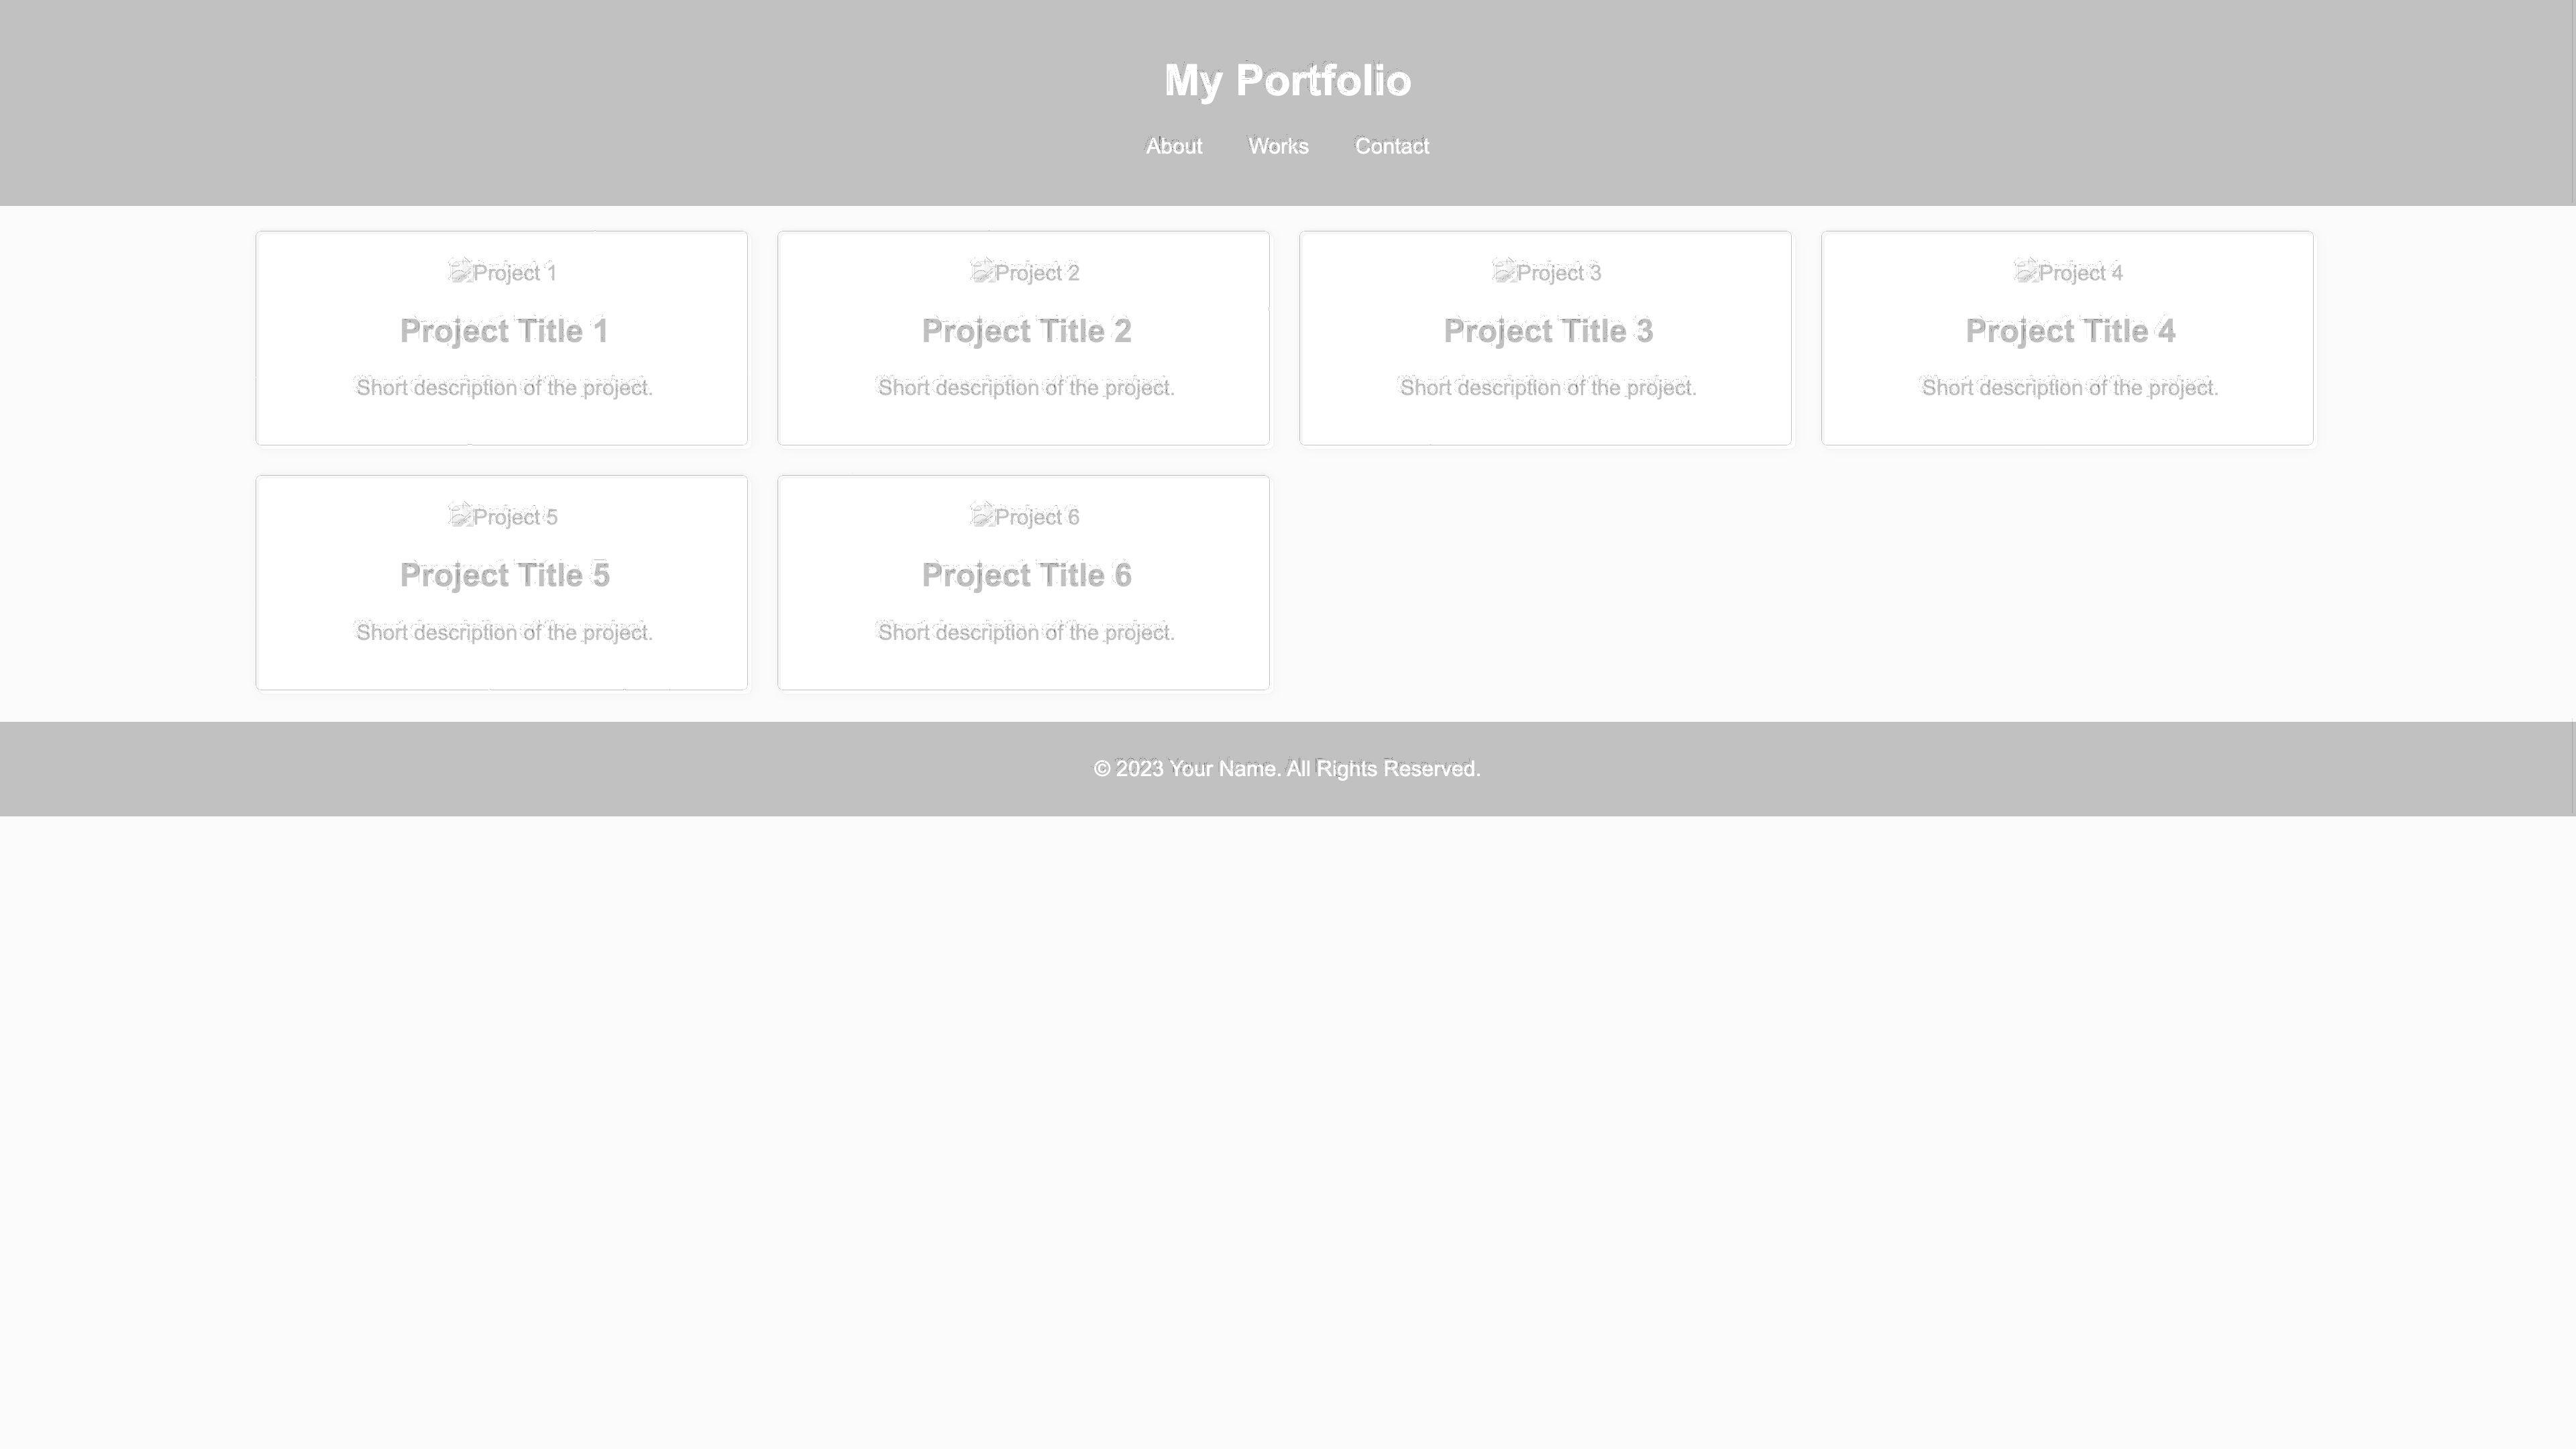 My Portfolio
About Works Contact
Project 1 Project 2 Project 3 Project 4
Project Title 1 Project Title 2 Project Title 3 Project Title 4
Short description of the project. Short description of the project. Short description of the project. Short description of the project.
Project 5 Project 6
Project Title 5 Project Title 6
Short description of the project. Short description of the project.
© 2023 Your Name. All Rights Reserved.